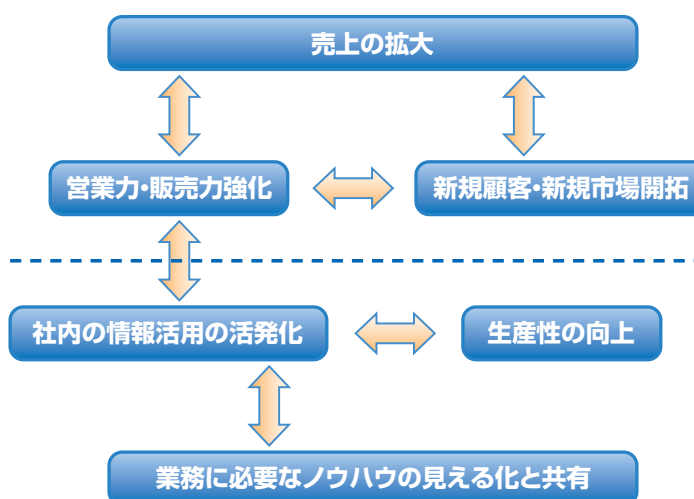 売上の拡大
営業力・販売力強化
新規顧客・新規市場開拓
社内の情報活用の活発化
生産性の向上
業務に必要なノウハウの見える化と共有